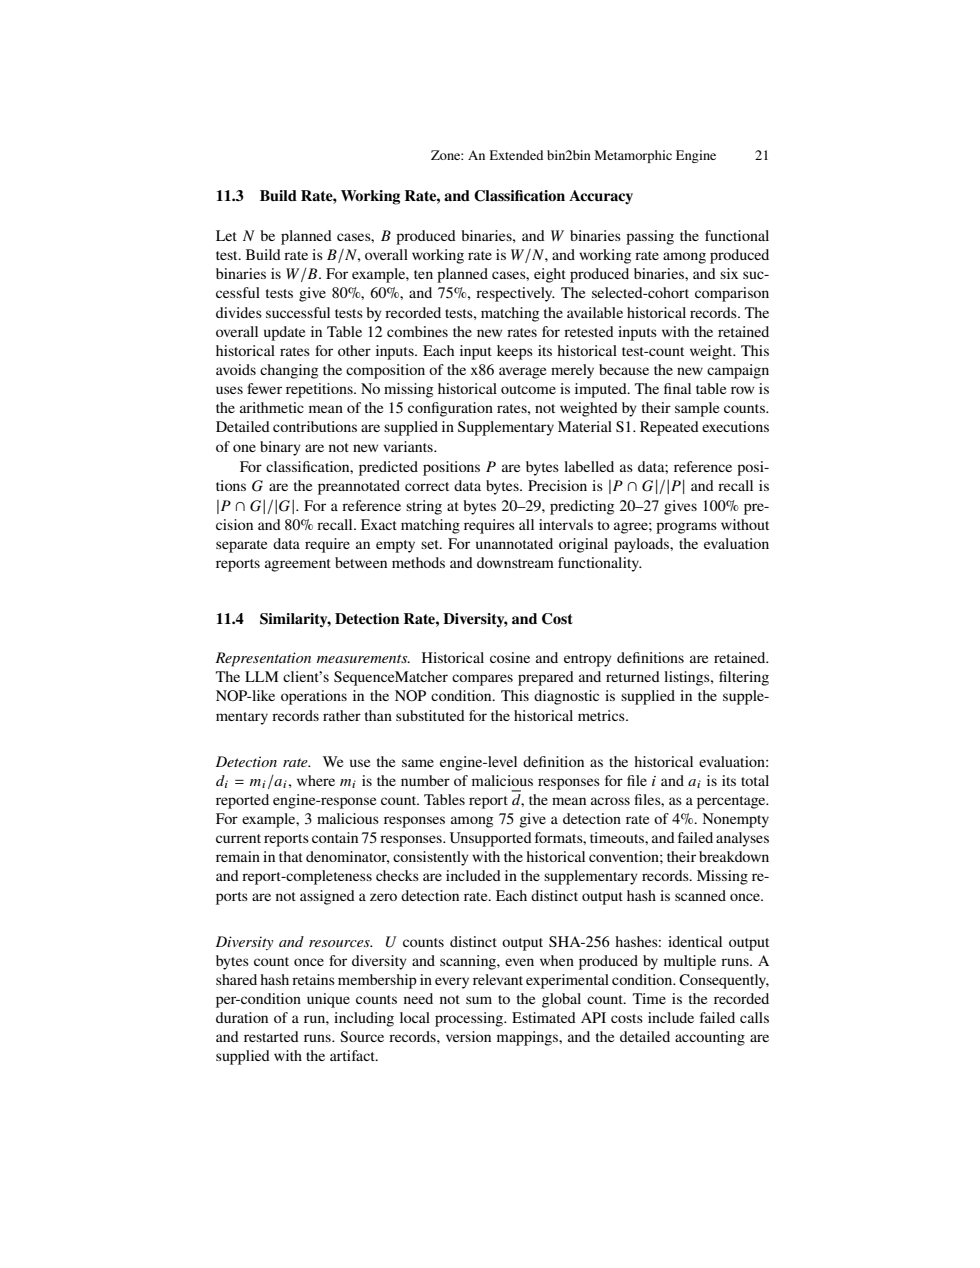 Zone: An Extended bin2bin Metamorphic Engine 21
11.3 Build Rate, Working Rate, and Classification Accuracy
Let N be planned cases, B produced binaries, and W binaries passing the functional
test. Build rate is B/N, overall working rate is W/N, and working rate among produced
binaries is W/B. For example, ten planned cases, eight produced binaries, and six suc-
cessful tests give 80%, 60%, and 75%, respectively. The selected-cohort comparison
divides successful tests by recorded tests, matching the available historical records. The
overall update in Table 12 combines the new rates for retested inputs with the retained
historical rates for other inputs. Each input keeps its historical test-count weight. This
avoids changing the composition of the x86 average merely because the new campaign
uses fewer repetitions. No missing historical outcome is imputed. The final table row is
the arithmetic mean of the 15 configuration rates, not weighted by their sample counts.
Detailed contributions are supplied in Supplementary Material S1. Repeated executions
of one binary are not new variants.
For classification, predicted positions P are bytes labelled as data; reference posi-
tions G are the preannotated correct data bytes. Precision is |P ∩ G|/|P| and recall is
|P ∩ G|/|G|. For a reference string at bytes 20–29, predicting 20–27 gives 100% pre-
cision and 80% recall. Exact matching requires all intervals to agree; programs without
separate data require an empty set. For unannotated original payloads, the evaluation
reports agreement between methods and downstream functionality.
11.4 Similarity, Detection Rate, Diversity, and Cost
Representation measurements. Historical cosine and entropy definitions are retained.
The LLM client's SequenceMatcher compares prepared and returned listings, filtering
NOP-like operations in the NOP condition. This diagnostic is supplied in the supple-
mentary records rather than substituted for the historical metrics.
Detection rate. We use the same engine-level definition as the historical evaluation:
dᵢ = mᵢ/aᵢ, where mᵢ is the number of malicious responses for file i and aᵢ is its total
reported engine-response count. Tables report d̅, the mean across files, as a percentage.
For example, 3 malicious responses among 75 give a detection rate of 4%. Nonempty
current reports contain 75 responses. Unsupported formats, timeouts, and failed analyses
remain in that denominator, consistently with the historical convention; their breakdown
and report-completeness checks are included in the supplementary records. Missing re-
ports are not assigned a zero detection rate. Each distinct output hash is scanned once.
Diversity and resources. U counts distinct output SHA-256 hashes: identical output
bytes count once for diversity and scanning, even when produced by multiple runs. A
shared hash retains membership in every relevant experimental condition. Consequently,
per-condition unique counts need not sum to the global count. Time is the recorded
duration of a run, including local processing. Estimated API costs include failed calls
and restarted runs. Source records, version mappings, and the detailed accounting are
supplied with the artifact.